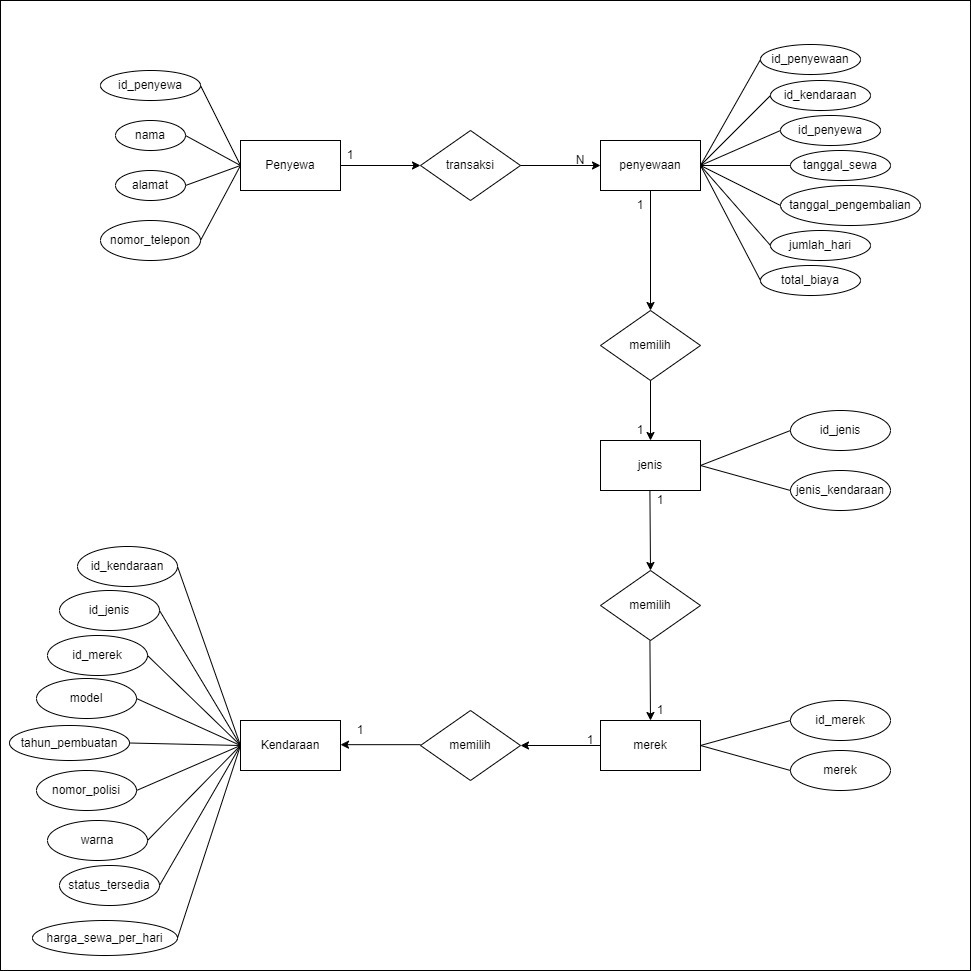 id_penyewa
nama
alamat
nomor_telepon
Penyewa
1
transaksi
N
penyewaan
id_penyewaan
id_kendaraan
id_penyewa
tanggal_sewa
tanggal_pengembalian
jumlah_hari
total_biaya
1
memilih
1
jenis
id_jenis
jenis_kendaraan
1
memilih
1
merek
id_merek
merek
1
memilih
1
Kendaraan
id_kendaraan
id_jenis
id_merek
model
tahun_pembuatan
nomor_polisi
warna
status_tersedia
harga_sewa_per_hari